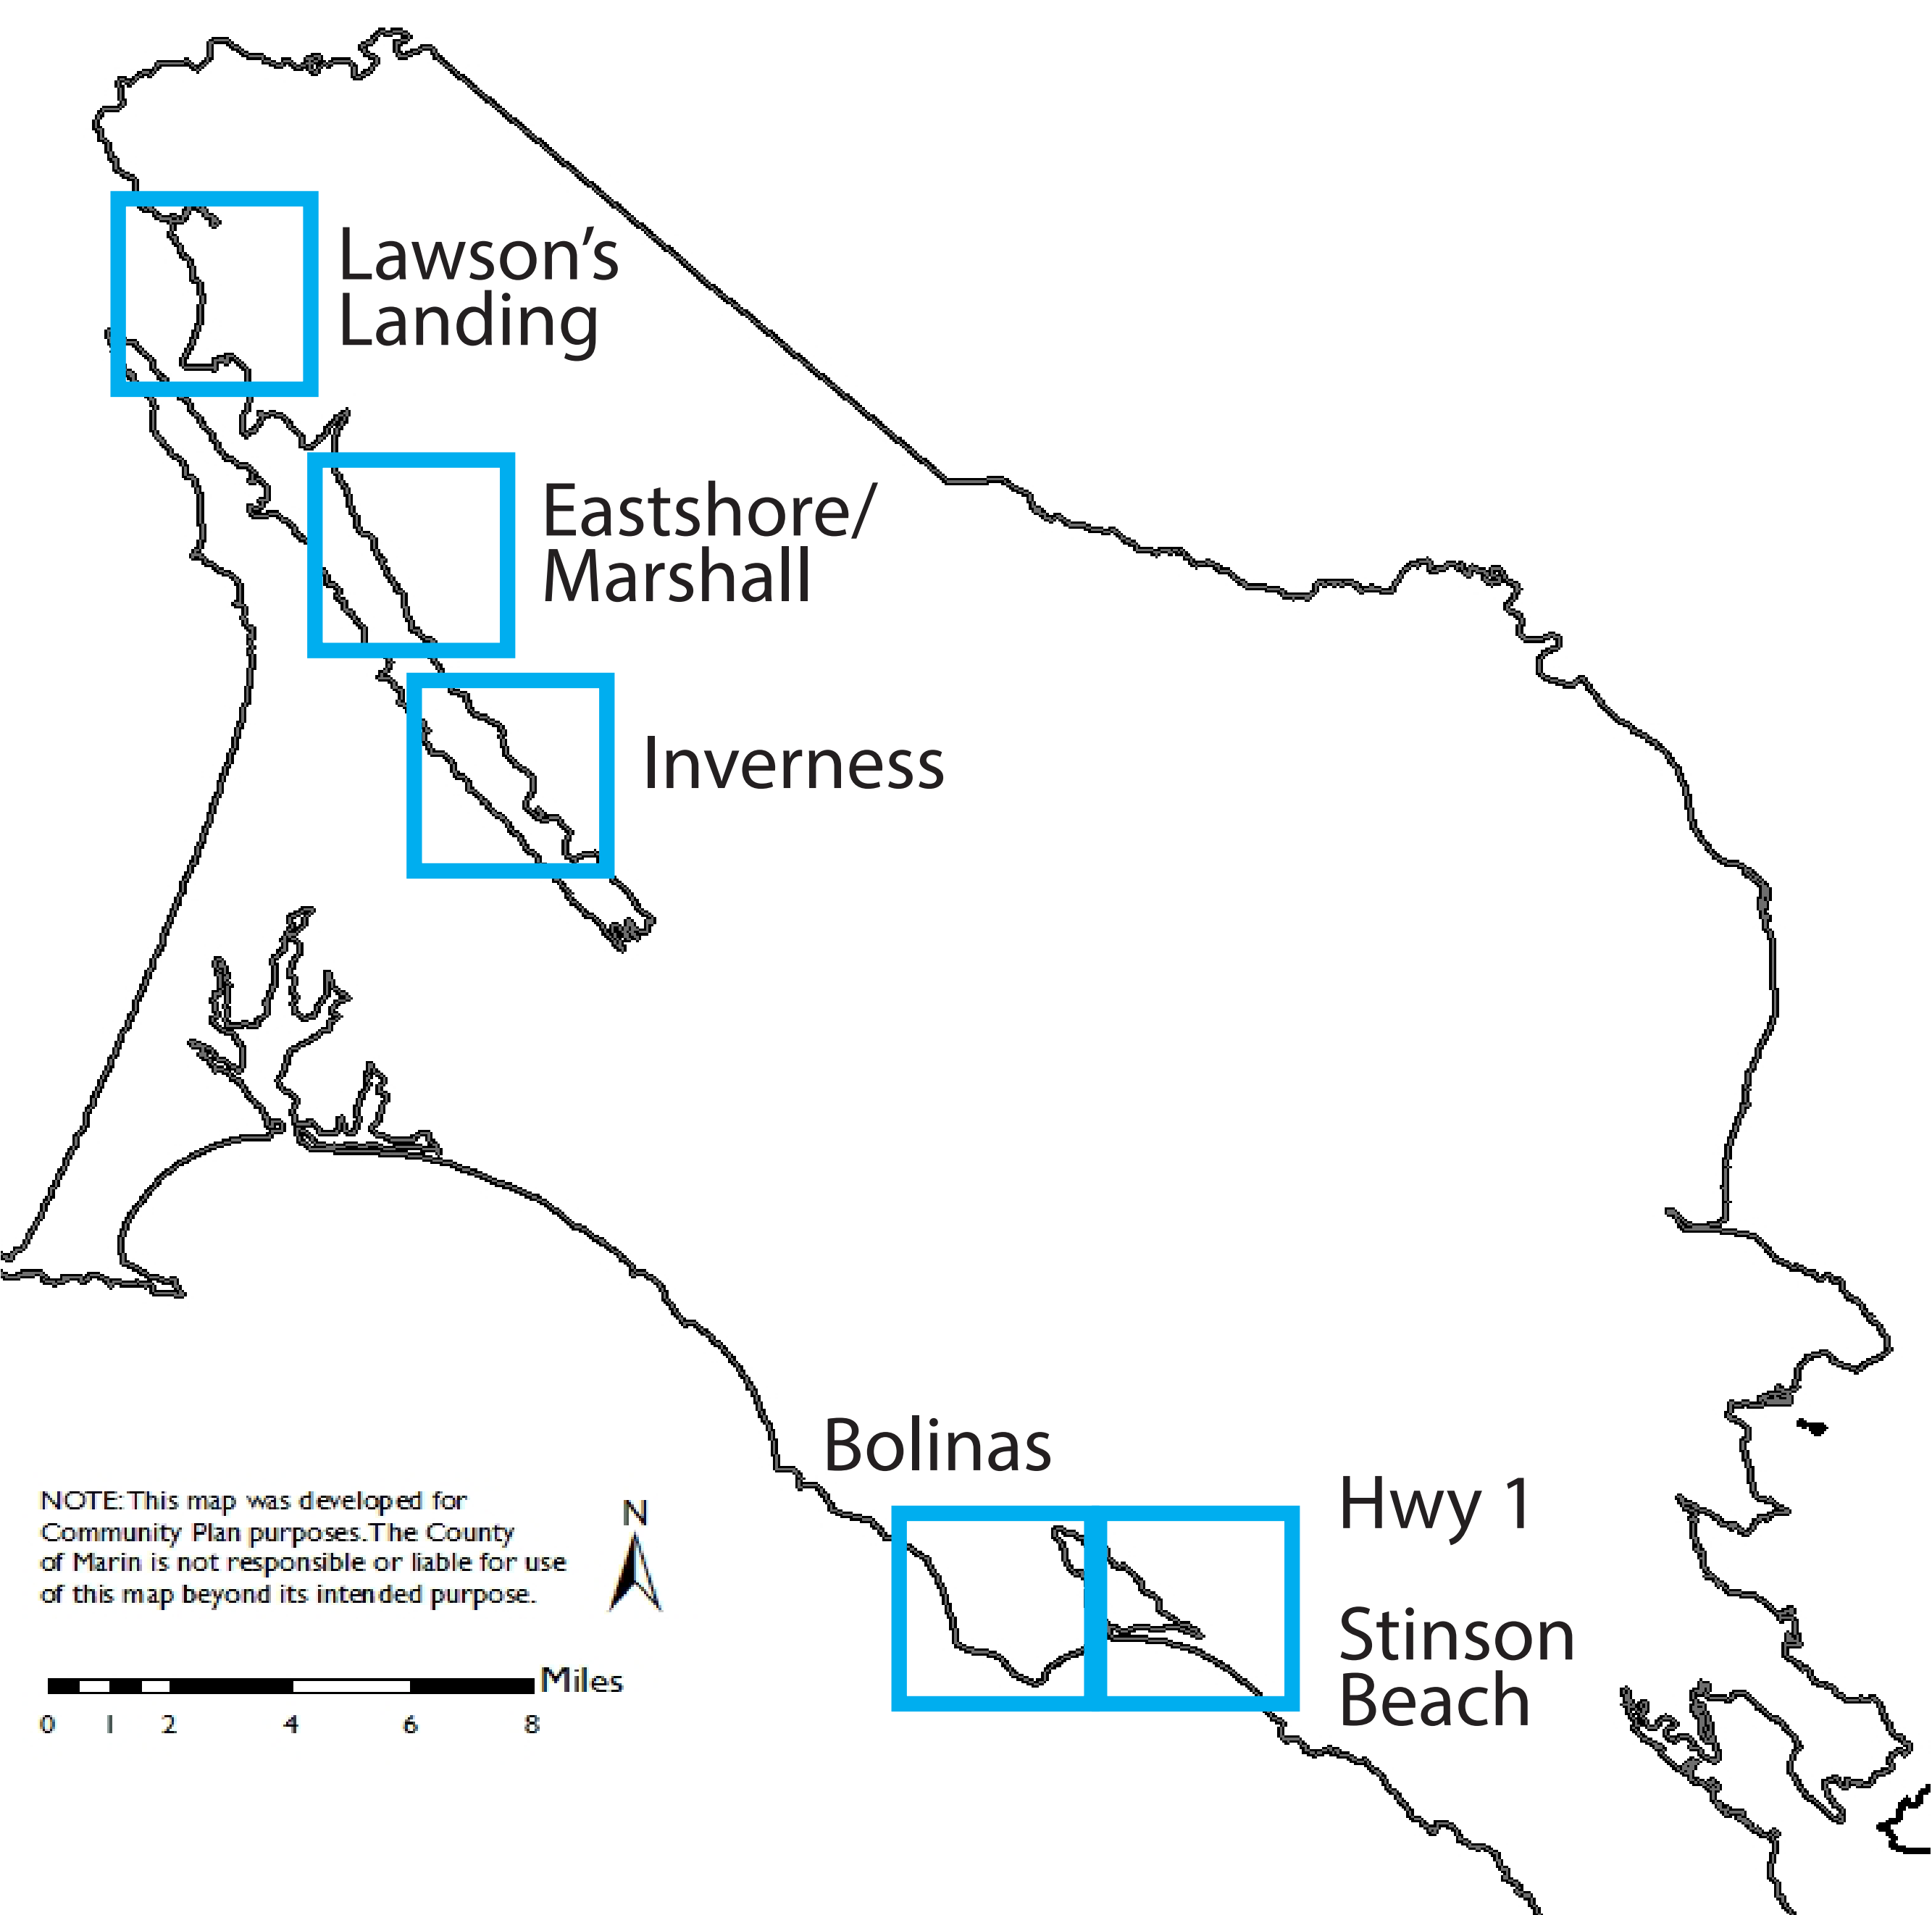 Lawson’s
Landing
Eastshore/
Marshall
Inverness
Bolinas
Hwy 1
Stinson
Beach
NOTE: This map was developed for
Community Plan purposes. The County
of Marin is not responsible or liable for use
of this map beyond its intended purpose.
N
Miles
0 1 2 4 6 8